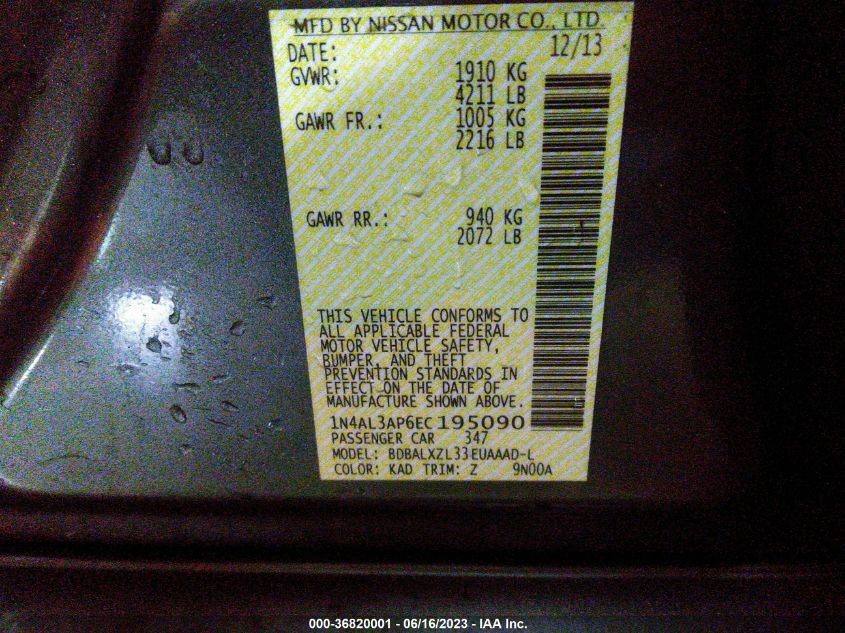 MFD BY NISSAN MOTOR CO., LTD.
DATE: 12/13
GVWR: 1910 KG
4211 LB
GAWR FR.: 1005 KG
2216 LB
GAWR RR.: 940 KG
2072 LB
THIS VEHICLE CONFORMS TO
ALL APPLICABLE FEDERAL
MOTOR VEHICLE SAFETY,
BUMPER, AND THEFT
PREVENTION STANDARDS IN
EFFECT ON THE DATE OF
MANUFACTURE SHOWN ABOVE.
1N4AL3AP6EC195090
PASSENGER CAR 347
MODEL: BDBALXZL33EUAAAD-L
COLOR: KAD TRIM: Z 9N00A
000-36820001 - 06/16/2023 - IAA Inc.